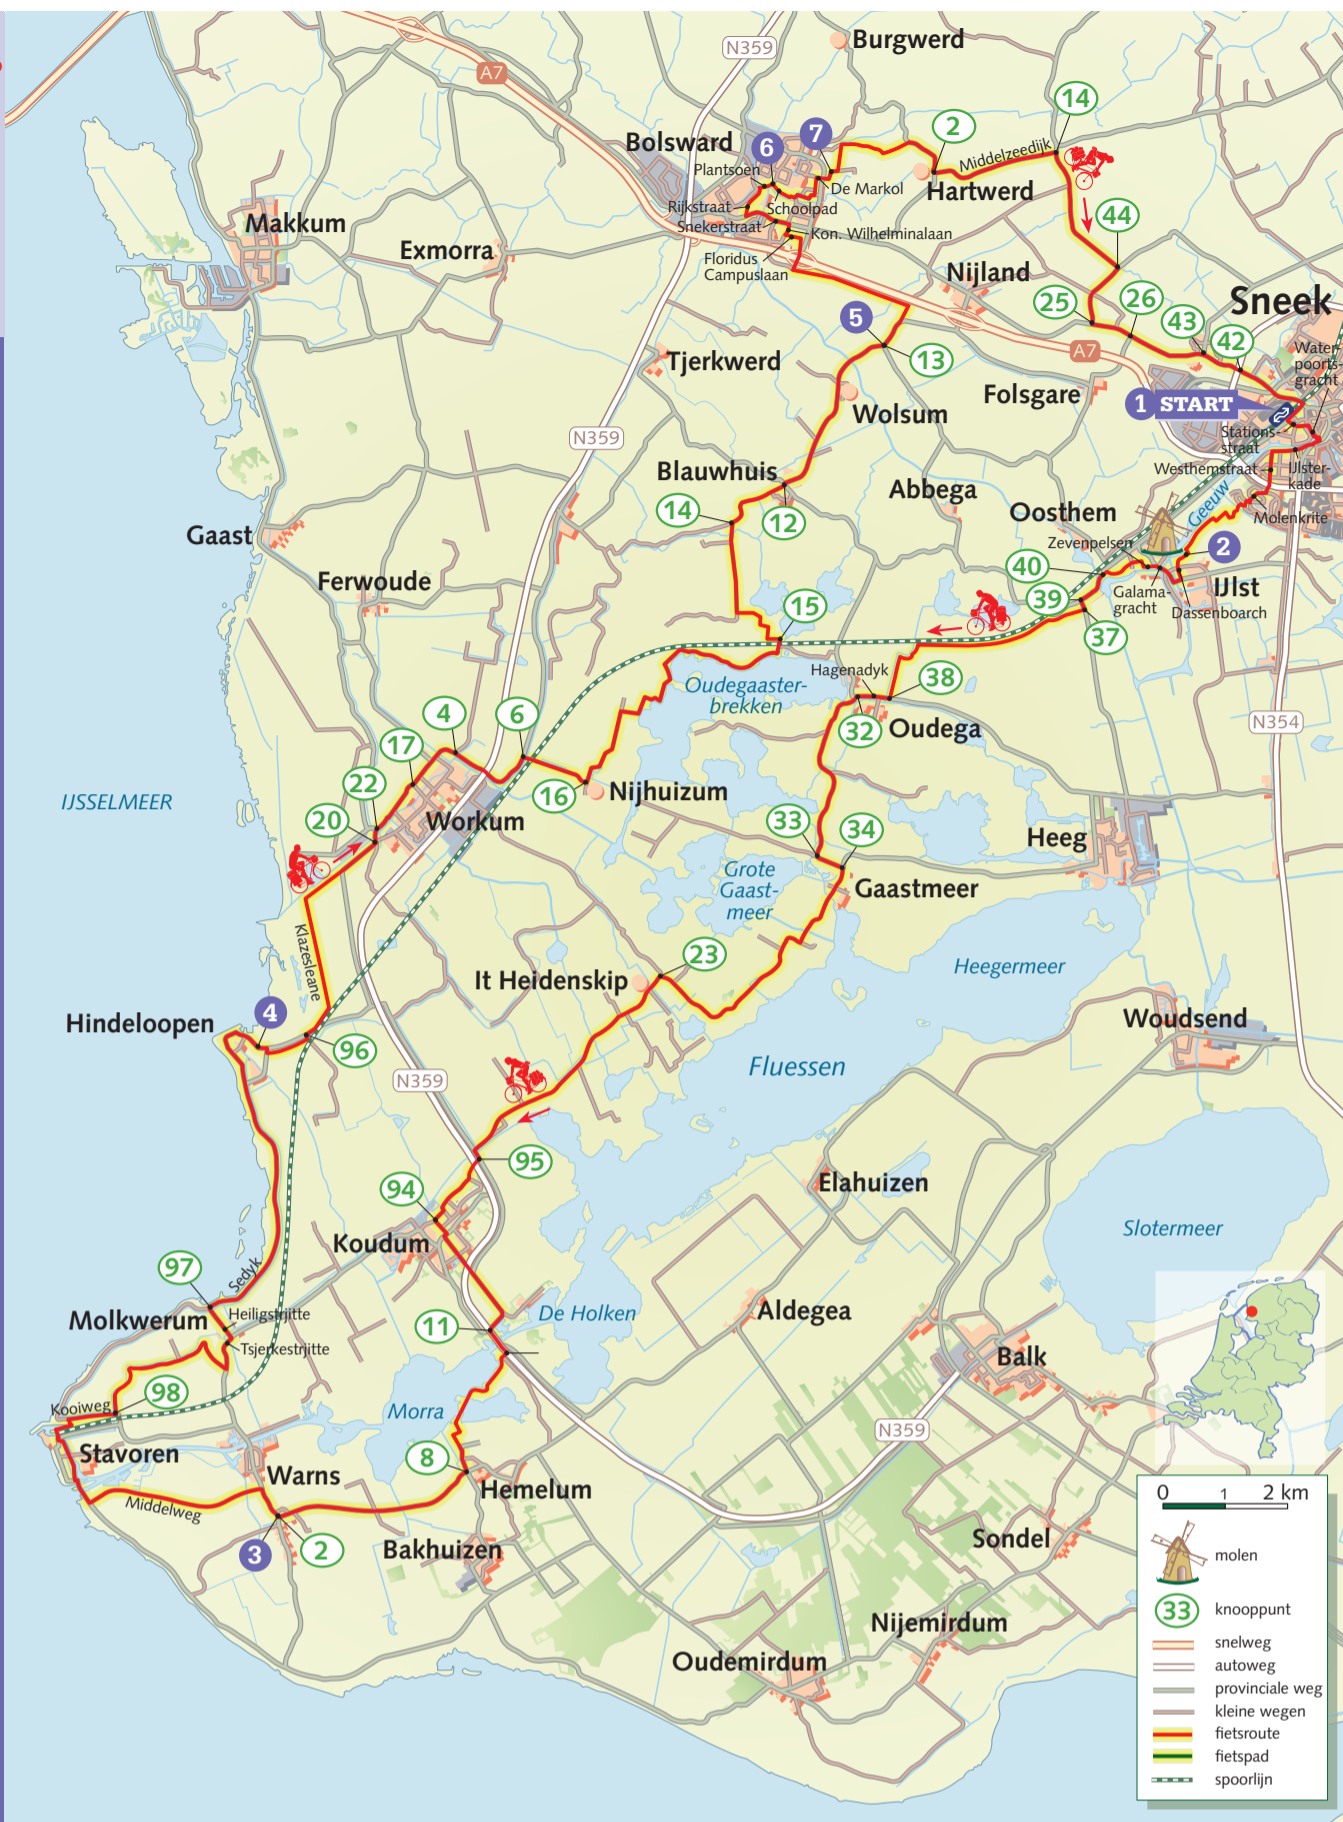 N359
Burgwerd
A7
14
Bolsward
7
2
6
Plantsoen
Middelzeedijk
De Markol
Hartwerd
Rijkstraat
Schoolpad
Snekerstraat
Kon. Wilhelminalaan
44
Makkum
Exmorra
Floridus
Campuslaan
Nijland
Sneek
25
26
5
43
42
13
A7
Water-
poorts-
gracht
Tjerkwerd
Folsgare
1 START
Wolsum
Stations-
straat
N359
Westhemstraat
IJlster-
kade
Blauwhuis
Abbega
14
12
Oosthem
Geeuw
Molenkrite
Gaast
Zevenpelsen
2
40
Ferwoude
39
Galama-
gracht
IJlst
Dassenboarch
15
37
Hagenadyk
38
Oudegaaster-
brekken
4
6
32
Oudega
N354
17
22
16
Nijhuizum
IJSSELMEER
20
Workum
33
34
Heeg
Grote
Gaast-
meer
Gaastmeer
Klazesleane
23
It Heidenskip
Heegermeer
4
Hindeloopen
Woudsend
96
Fluessen
N359
95
94
Elahuizen
Koudum
Slotermeer
97
Sedyk
Molkwerum
Heiligstrjitte
De Holken
Aldegea
11
Tsjerkestrjitte
Balk
98
Kooiweg
Morra
N359
Stavoren
8
Warns
Hemelum
Middelweg
3
2
Bakhuizen
Sondel
Nijemirdum
Oudemirdum
0 1 2 km
molen
33 knooppunt
snelweg
autoweg
provinciale weg
kleine wegen
fietsroute
fietspad
spoorlijn